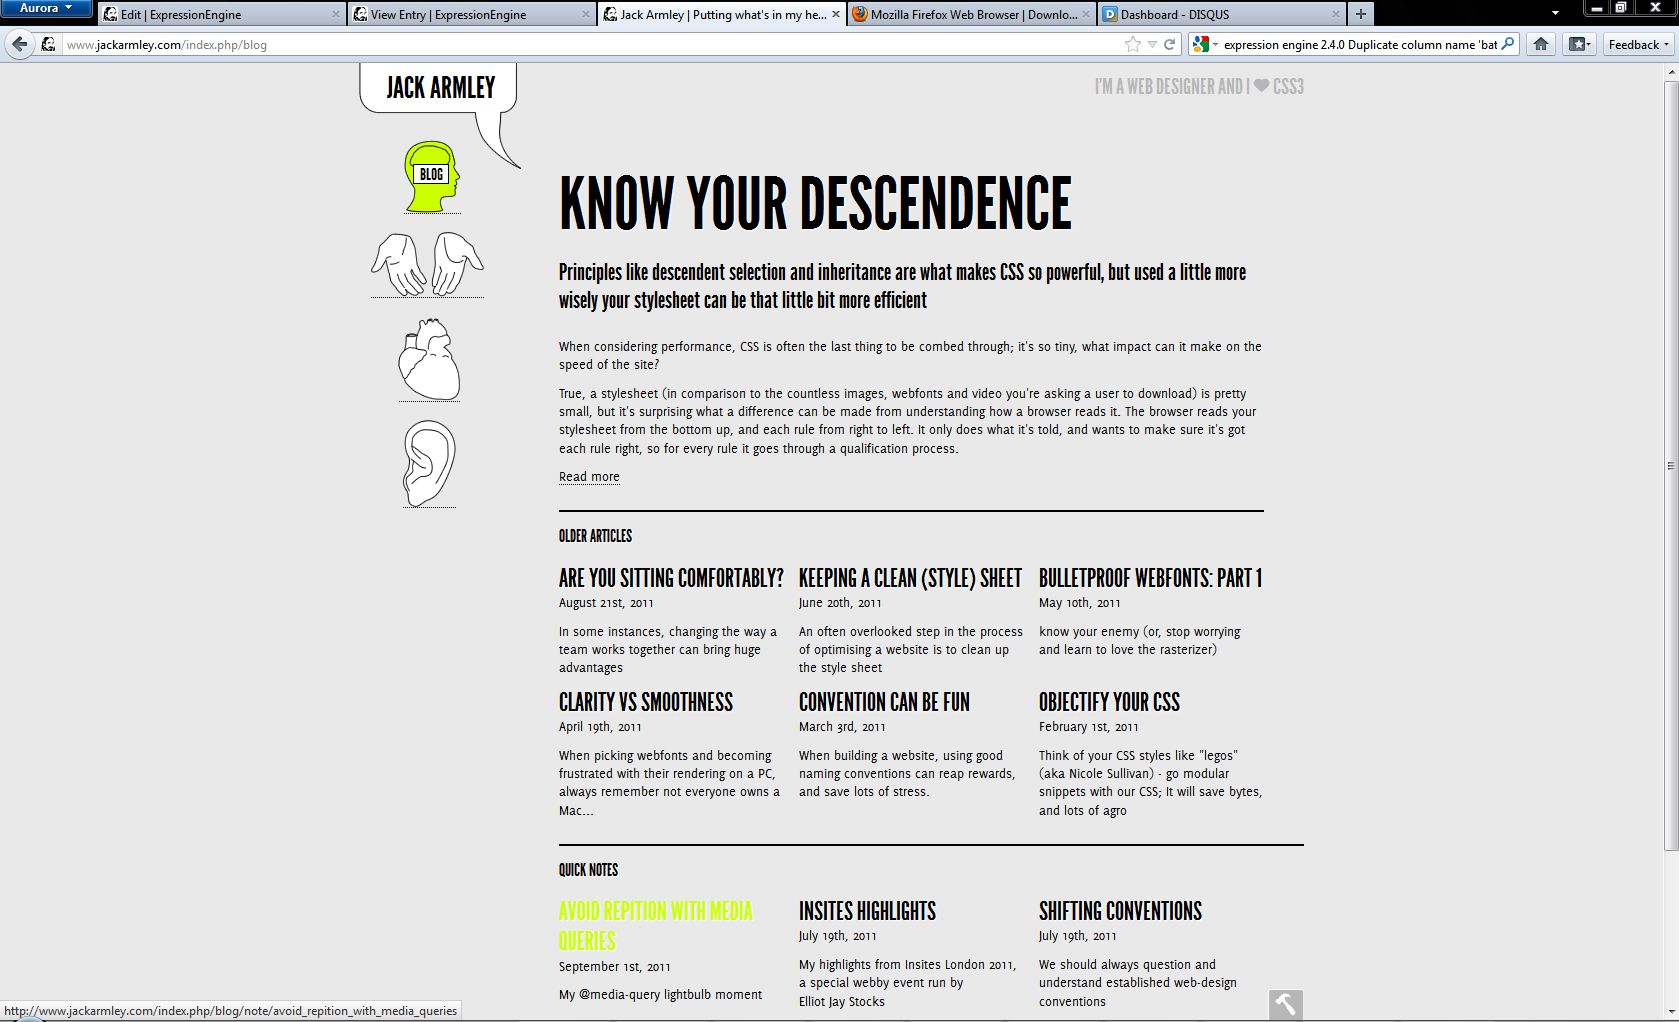 Aurora
Edit | ExpressionEngine
View Entry | ExpressionEngine
Jack Armley | Putting what's in my he...
Mozilla Firefox Web Browser | Downlo...
Dashboard - DISQUS
www.jackarmley.com/index.php/blog
expression engine 2.4.0 Duplicate column name 'bat
Feedback
JACK ARMLEY
I'M A WEB DESIGNER AND I ♥ CSS3
BLOG
KNOW YOUR DESCENDENCE
Principles like descendent selection and inheritance are what makes CSS so powerful, but used a little more
wisely your stylesheet can be that little bit more efficient
When considering performance, CSS is often the last thing to be combed through; it's so tiny, what impact can it make on the
speed of the site?
True, a stylesheet (in comparison to the countless images, webfonts and video you're asking a user to download) is pretty
small, but it's surprising what a difference can be made from understanding how a browser reads it. The browser reads your
stylesheet from the bottom up, and each rule from right to left. It only does what it's told, and wants to make sure it's got
each rule right, so for every rule it goes through a qualification process.
Read more
OLDER ARTICLES
ARE YOU SITTING COMFORTABLY?
August 21st, 2011
In some instances, changing the way a
team works together can bring huge
advantages
KEEPING A CLEAN (STYLE) SHEET
June 20th, 2011
An often overlooked step in the process
of optimising a website is to clean up
the style sheet
BULLETPROOF WEBFONTS: PART 1
May 10th, 2011
know your enemy (or, stop worrying
and learn to love the rasterizer)
CLARITY VS SMOOTHNESS
April 19th, 2011
When picking webfonts and becoming
frustrated with their rendering on a PC,
always remember not everyone owns a
Mac...
CONVENTION CAN BE FUN
March 3rd, 2011
When building a website, using good
naming conventions can reap rewards,
and save lots of stress.
OBJECTIFY YOUR CSS
February 1st, 2011
Think of your CSS styles like "legos"
(aka Nicole Sullivan) - go modular
snippets with our CSS; It will save bytes,
and lots of agro
QUICK NOTES
AVOID REPITION WITH MEDIA
QUERIES
September 1st, 2011
My @media-query lightbulb moment
INSITES HIGHLIGHTS
July 19th, 2011
My highlights from Insites London 2011,
a special webby event run by
Elliot Jay Stocks
SHIFTING CONVENTIONS
July 19th, 2011
We should always question and
understand established web-design
conventions
http://www.jackarmley.com/index.php/blog/note/avoid_repition_with_media_queries